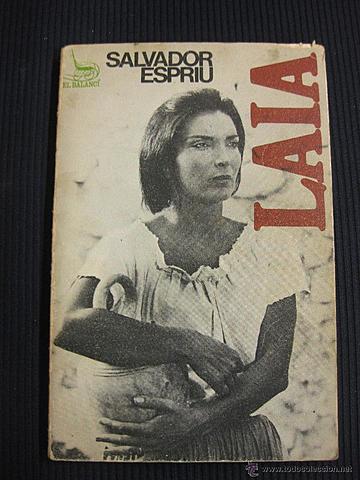 SALVADOR
ESPRIU
EL BALANCÍ
LAIA
© www.todocoleccion.net